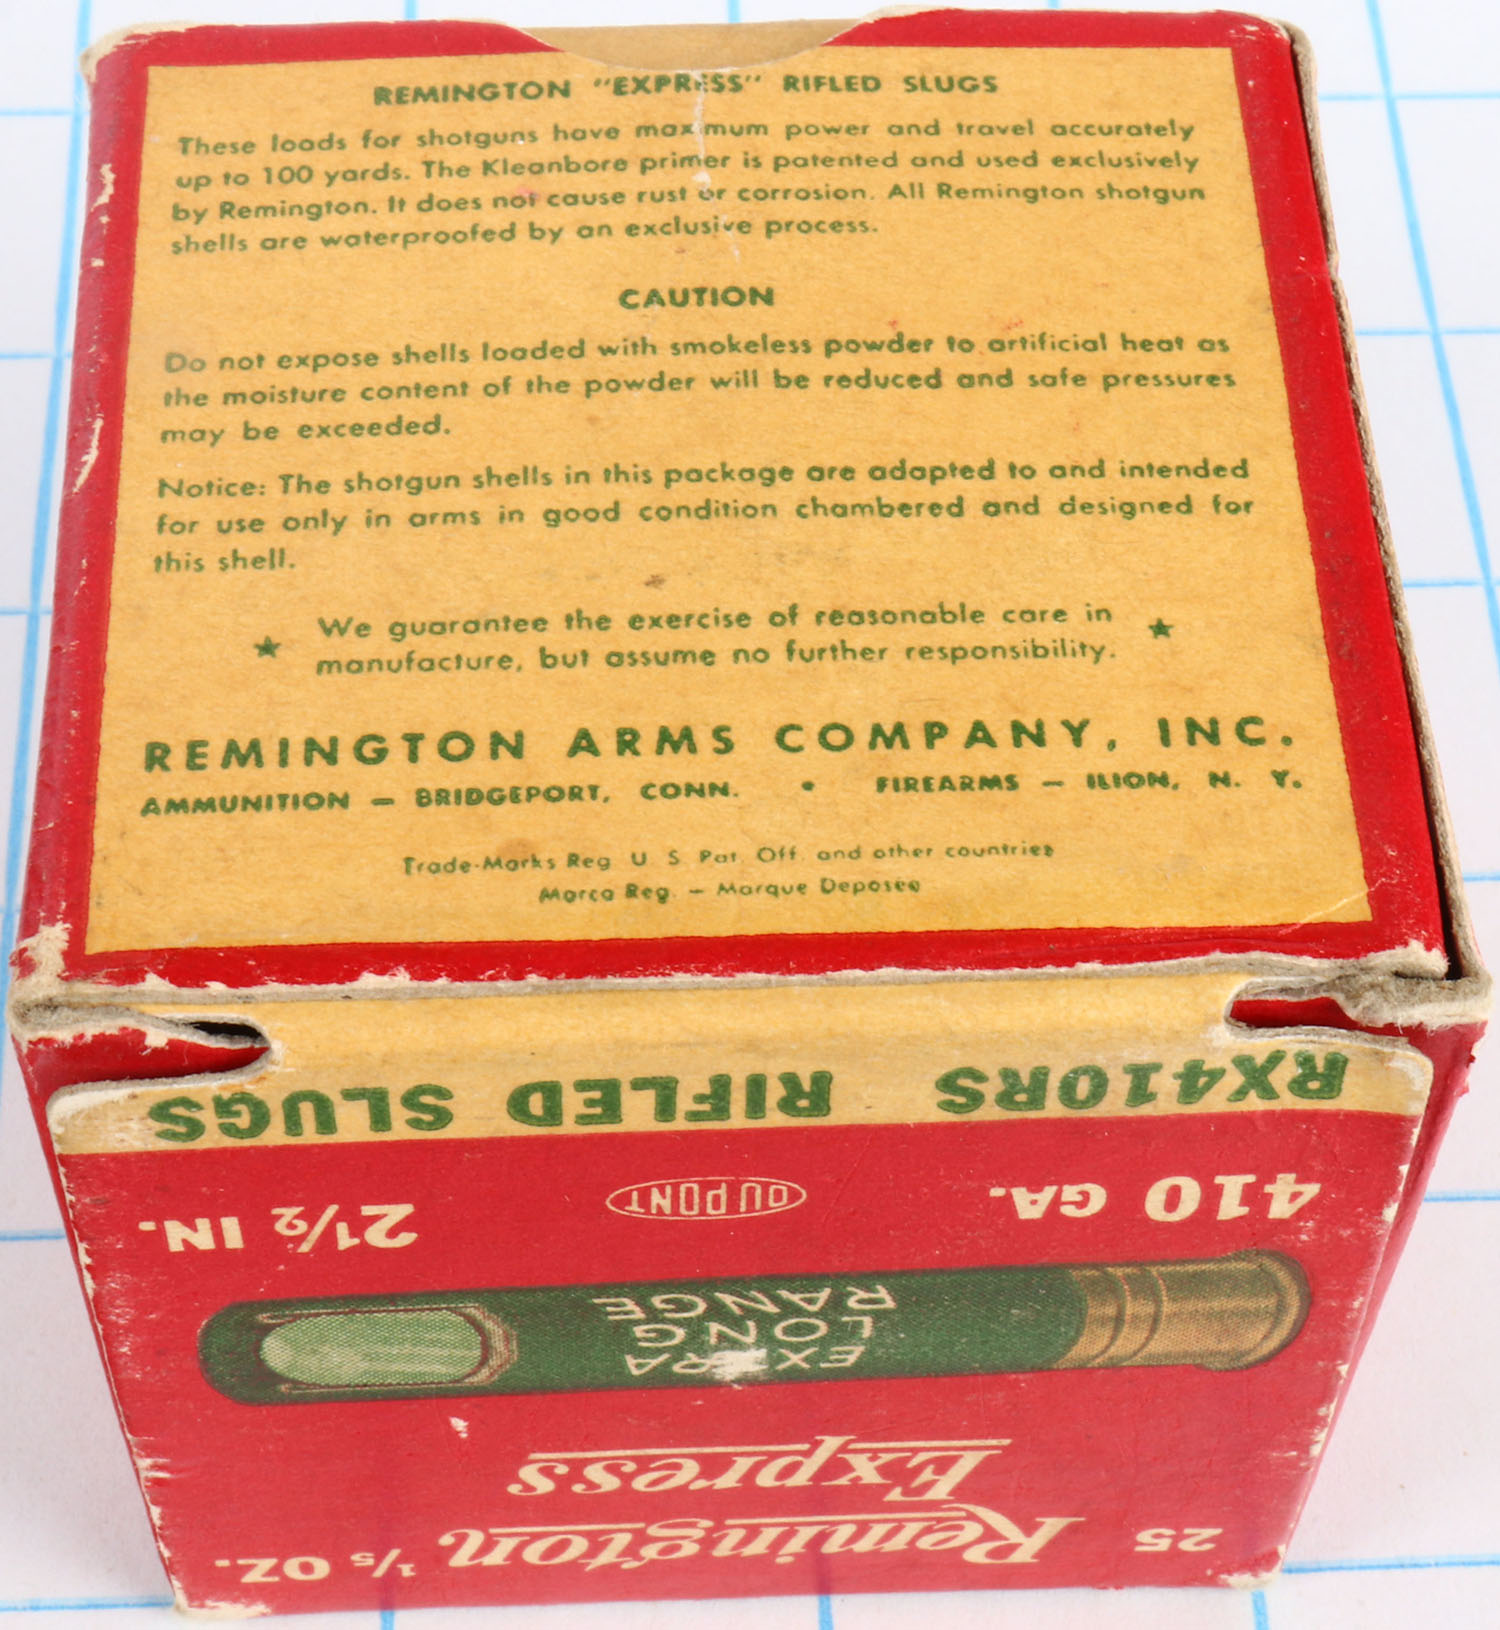 REMINGTON "EXPRESS" RIFLED SLUGS
These loads for shotguns have maximum power and travel accurately
up to 100 yards. The Kleanbore primer is patented and used exclusively
by Remington. It does not cause rust or corrosion. All Remington shotgun
shells are waterproofed by an exclusive process.
CAUTION
Do not expose shells loaded with smokeless powder to artificial heat as
the moisture content of the powder will be reduced and safe pressures
may be exceeded.
Notice: The shotgun shells in this package are adapted to and intended
for use only in arms in good condition chambered and designed for
this shell.
We guarantee the exercise of reasonable care in
manufacture, but assume no further responsibility.
REMINGTON ARMS COMPANY, INC.
AMMUNITION — BRIDGEPORT, CONN. • FIREARMS — ILION, N. Y.
Trade-Marks Reg. U. S. Pat. Off. and other countries
Marca Reg. — Marque Deposee
RX410RS RIFLED SLUGS
410 GA. DU PONT 2½ IN.
EXTRA
LONG
RANGE
Express
25 Remington 1/5 OZ.